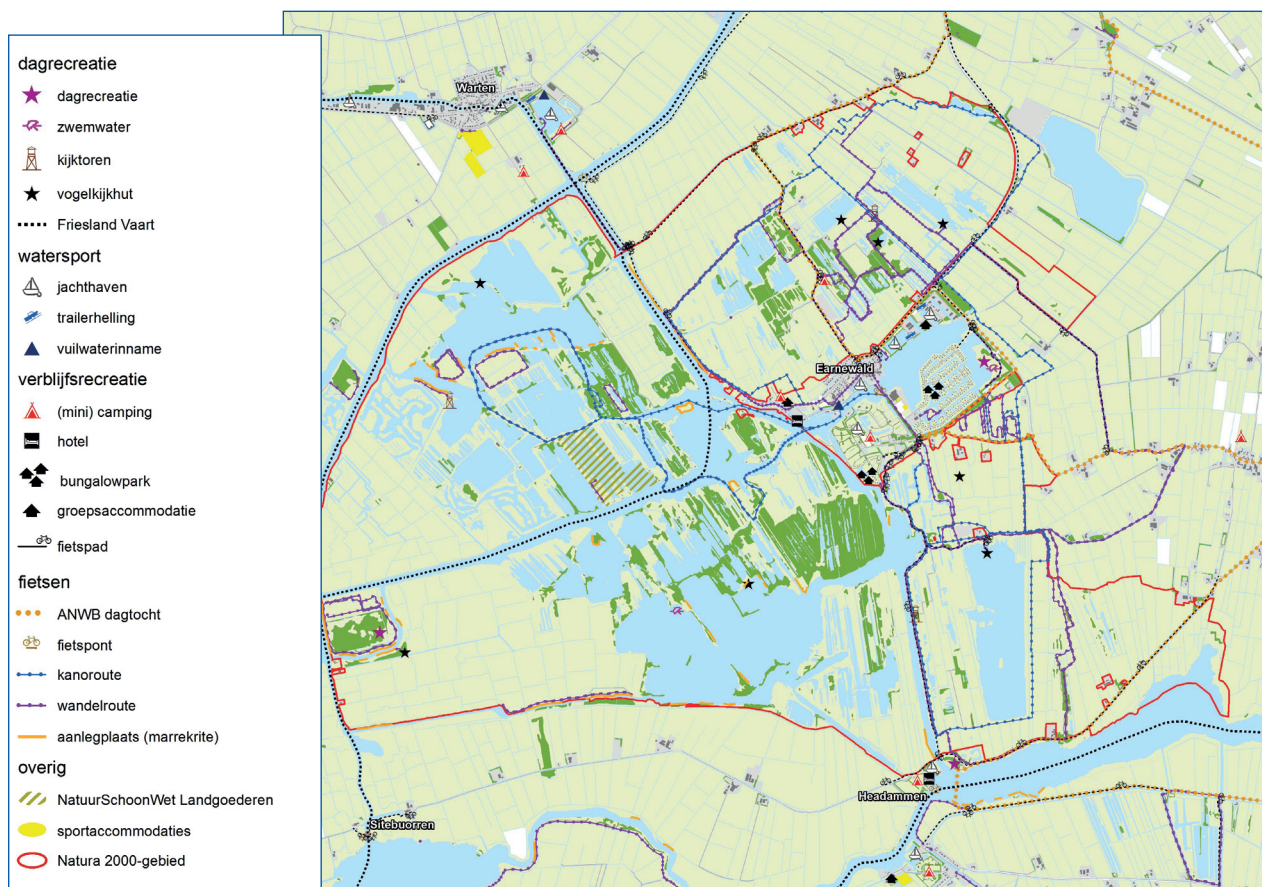 dagrecreatie
dagrecreatie
zwemwater
kijktoren
vogelkijkhut
Friesland Vaart
watersport
jachthaven
trailerhelling
vuilwaterinname
verblijfsrecreatie
(mini) camping
hotel
bungalowpark
groepsaccommodatie
fietspad
fietsen
ANWB dagtocht
fietspont
kanoroute
wandelroute
aanlegplaats (marrekrite)
overig
NatuurSchoonWet Landgoederen
sportaccommodaties
Natura 2000-gebied
Warten
Earnewâld
Headammen
Sitebuorren